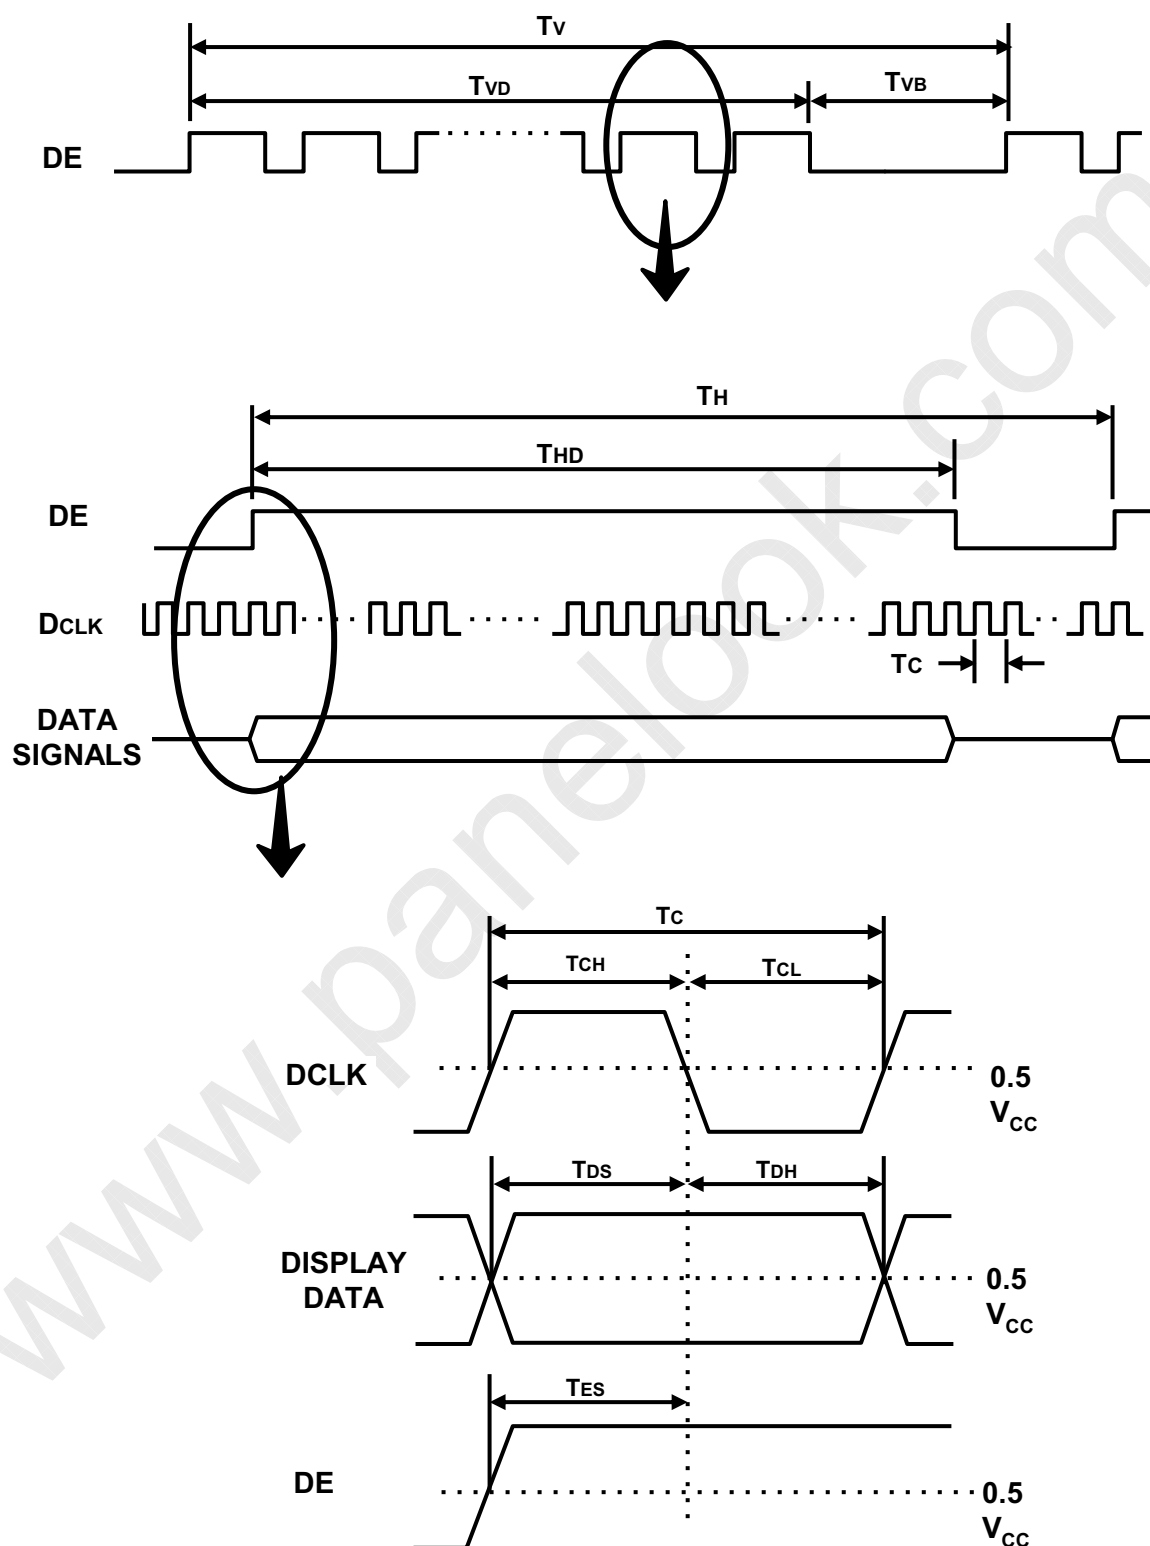 TV
TVD
TVB
DE
TH
THD
DE
DCLK
TC
DATA
SIGNALS
TC
TCH
TCL
DCLK
0.5
VCC
TDS
TDH
DISPLAY
DATA
0.5
VCC
TES
DE
0.5
VCC
www.panelook.com